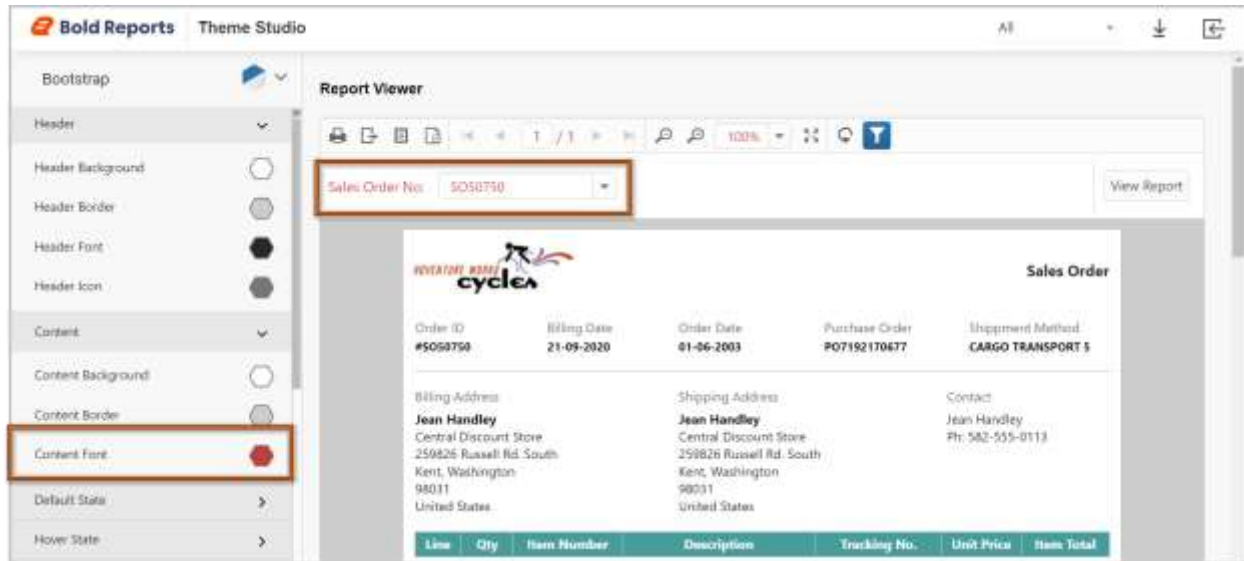 Bold Reports Theme Studio All
Bootstrap
Report Viewer
Header
1 / 1 100%
Header Background
Sales Order No: SO50750 View Report
Header Border
Header Font
ADVENTURE WORKS
cycles
Sales Order
Header Icon
Content
Order ID Billing Date Order Date Purchase Order Shippment Method
#SO50750 21-09-2020 01-06-2003 PO7192170677 CARGO TRANSPORT 5
Content Background
Billing Address Shipping Address Contact
Content Border
Jean Handley Jean Handley Jean Handley
Central Discount Store Central Discount Store Ph: 582-555-0113
Content Font
259826 Russell Rd. South 259826 Russell Rd. South
Kent, Washington Kent, Washington
98031 98031
United States United States
Default State
Hover State
Line Qty Item Number Description Tracking No. Unit Price Item Total